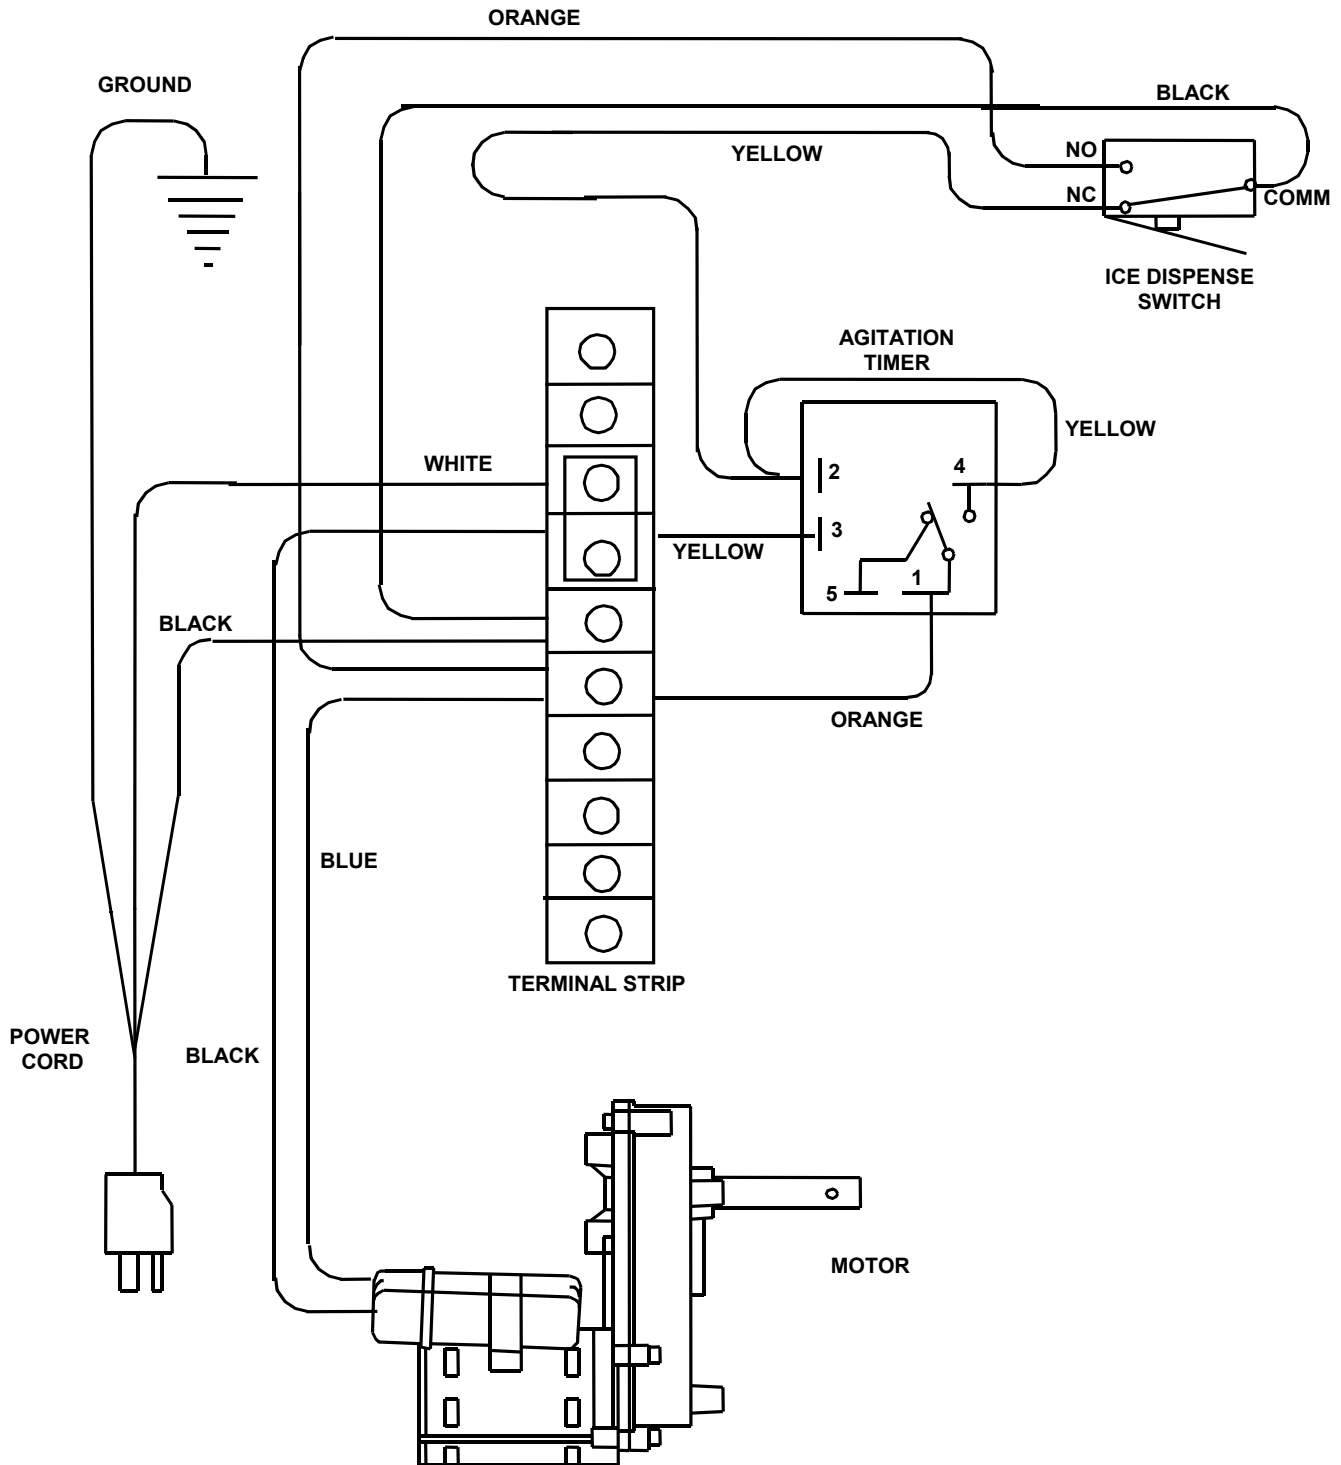 ORANGE
GROUND
BLACK
YELLOW
NO
NC
COMM
ICE DISPENSE
SWITCH
AGITATION
TIMER
YELLOW
WHITE
2
4
3
YELLOW
5
1
BLACK
ORANGE
BLUE
TERMINAL STRIP
POWER
CORD
BLACK
MOTOR